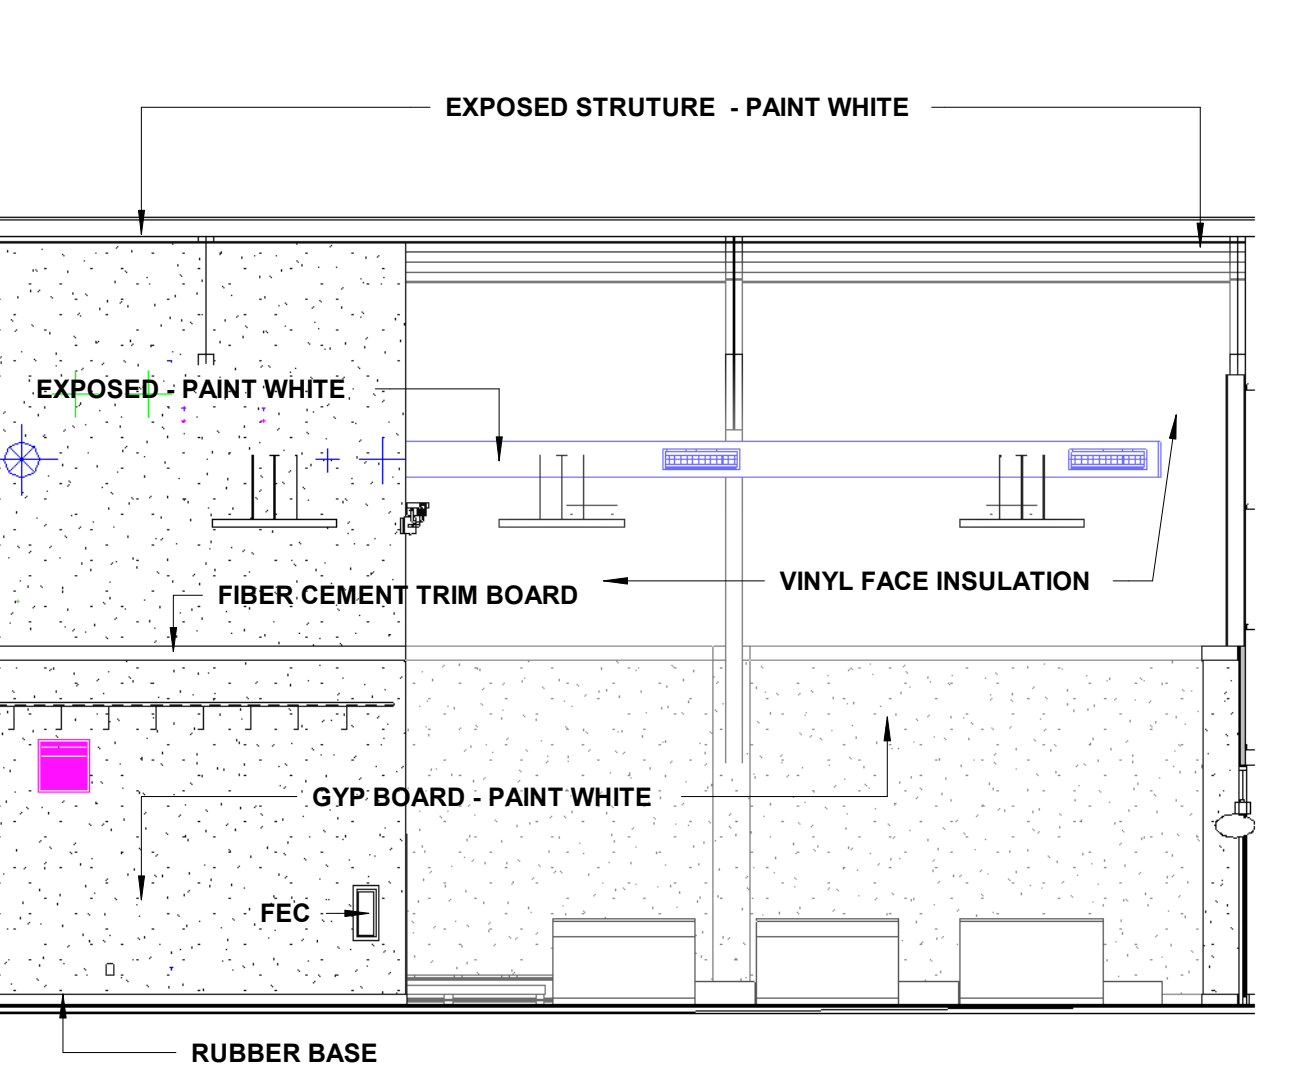 EXPOSED STRUTURE - PAINT WHITE
EXPOSED - PAINT WHITE
VINYL FACE INSULATION
FIBER CEMENT TRIM BOARD
GYP BOARD - PAINT WHITE
FEC
RUBBER BASE